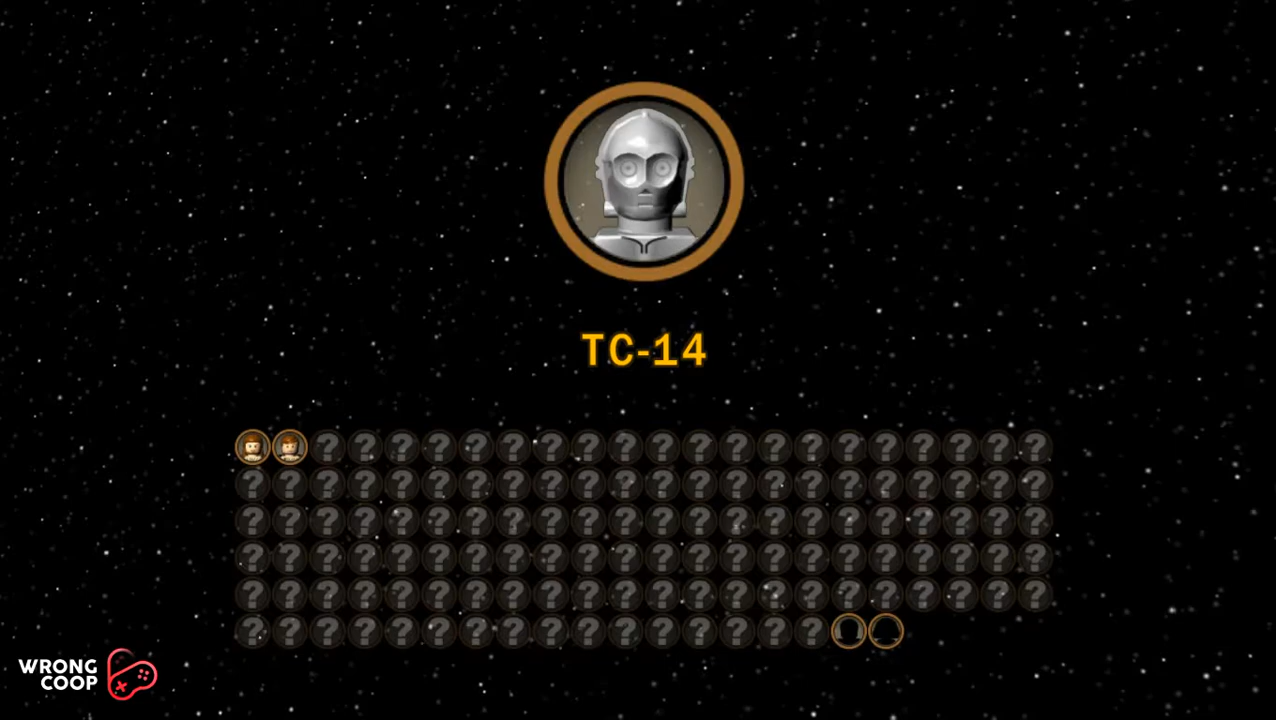 TC-14
? ? ? ? ? ? ? ? ? ? ? ? ? ? ? ? ? ? ? ?
? ? ? ? ? ? ? ? ? ? ? ? ? ? ? ? ? ? ? ? ? ?
? ? ? ? ? ? ? ? ? ? ? ? ? ? ? ? ? ? ? ? ? ?
? ? ? ? ? ? ? ? ? ? ? ? ? ? ? ? ? ? ? ? ? ?
? ? ? ? ? ? ? ? ? ? ? ? ? ? ? ? ? ? ? ? ? ?
? ? ? ? ? ? ? ? ? ? ? ? ? ? ? ?
WRONG
COOP